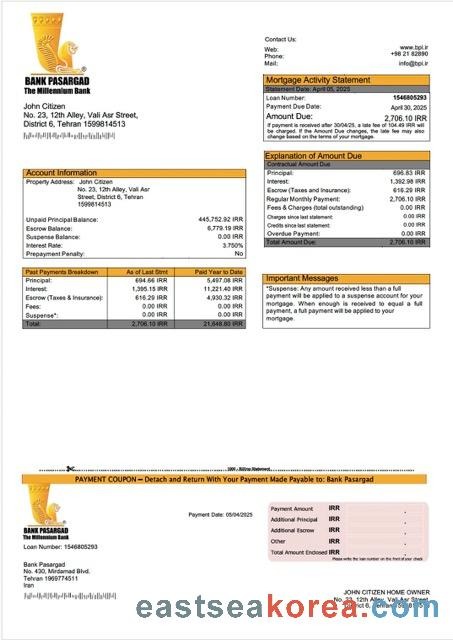 BANK PASARGAD
The Millennium Bank
Contact Us:
Web: www.bpi.ir
Phone: +98 21 82890
Mail: info@bpi.ir
John Citizen
No. 23, 12th Alley, Vali Asr Street,
District 6, Tehran 1599814513
Mortgage Activity Statement
Statement Date: April 05, 2025
Loan Number: 1546805293
Payment Due Date: April 30, 2025
Amount Due: 2,706.10 IRR
If payment is received after 30/04/25, a late fee of 104.49 IRR will
be charged. If the Amount Due changes, the late fee may also
change based on the terms of your mortgage.
Explanation of Amount Due
Contractual Amount Due
Principal: 696.83 IRR
Interest: 1,392.98 IRR
Escrow (Taxes and Insurance): 616.29 IRR
Regular Monthly Payment: 2,706.10 IRR
Fees & Charges (total outstanding) 0.00 IRR
Charges since last statement: 0.00 IRR
Credits since last statement: 0.00 IRR
Overdue Payment: 0.00 IRR
Total Amount Due: 2,706.10 IRR
Account Information
Property Address: John Citizen
No. 23, 12th Alley, Vali Asr
Street, District 6, Tehran
1599814513
Unpaid Principal Balance: 445,752.92 IRR
Escrow Balance: 6,779.19 IRR
Suspense Balance: 0.00 IRR
Interest Rate: 3.750%
Prepayment Penalty: No
Past Payments Breakdown As of Last Stmt Paid Year to Date
Principal: 694.66 IRR 5,497.08 IRR
Interest: 1,395.15 IRR 11,221.40 IRR
Escrow (Taxes & Insurance): 616.29 IRR 4,930.32 IRR
Fees: 0.00 IRR 0.00 IRR
Suspense*: 0.00 IRR 0.00 IRR
Total: 2,706.10 IRR 21,648.80 IRR
Important Messages
*Suspense: Any amount received less than a full
payment will be applied to a suspense account for your
mortgage. When enough is received to equal a full
payment, a full payment will be applied to your
mortgage.
PAYMENT COUPON – Detach and Return With Your Payment Made Payable to: Bank Pasargad
BANK PASARGAD
The Millennium Bank
Loan Number: 1546805293
Payment Date: 05/04/2025
Payment Amount IRR .
Additional Principal IRR .
Additional Escrow IRR .
Other IRR .
Total Amount Enclosed IRR .
Please write the loan number on the front of your check
Bank Pasargad
No. 430, Mirdamad Blvd.
Tehran 1969774511
Iran
JOHN CITIZEN HOME OWNER
No. 23, 12th Alley, Vali Asr Street
District 6, Tehran 1599814513
eastseakorea.com